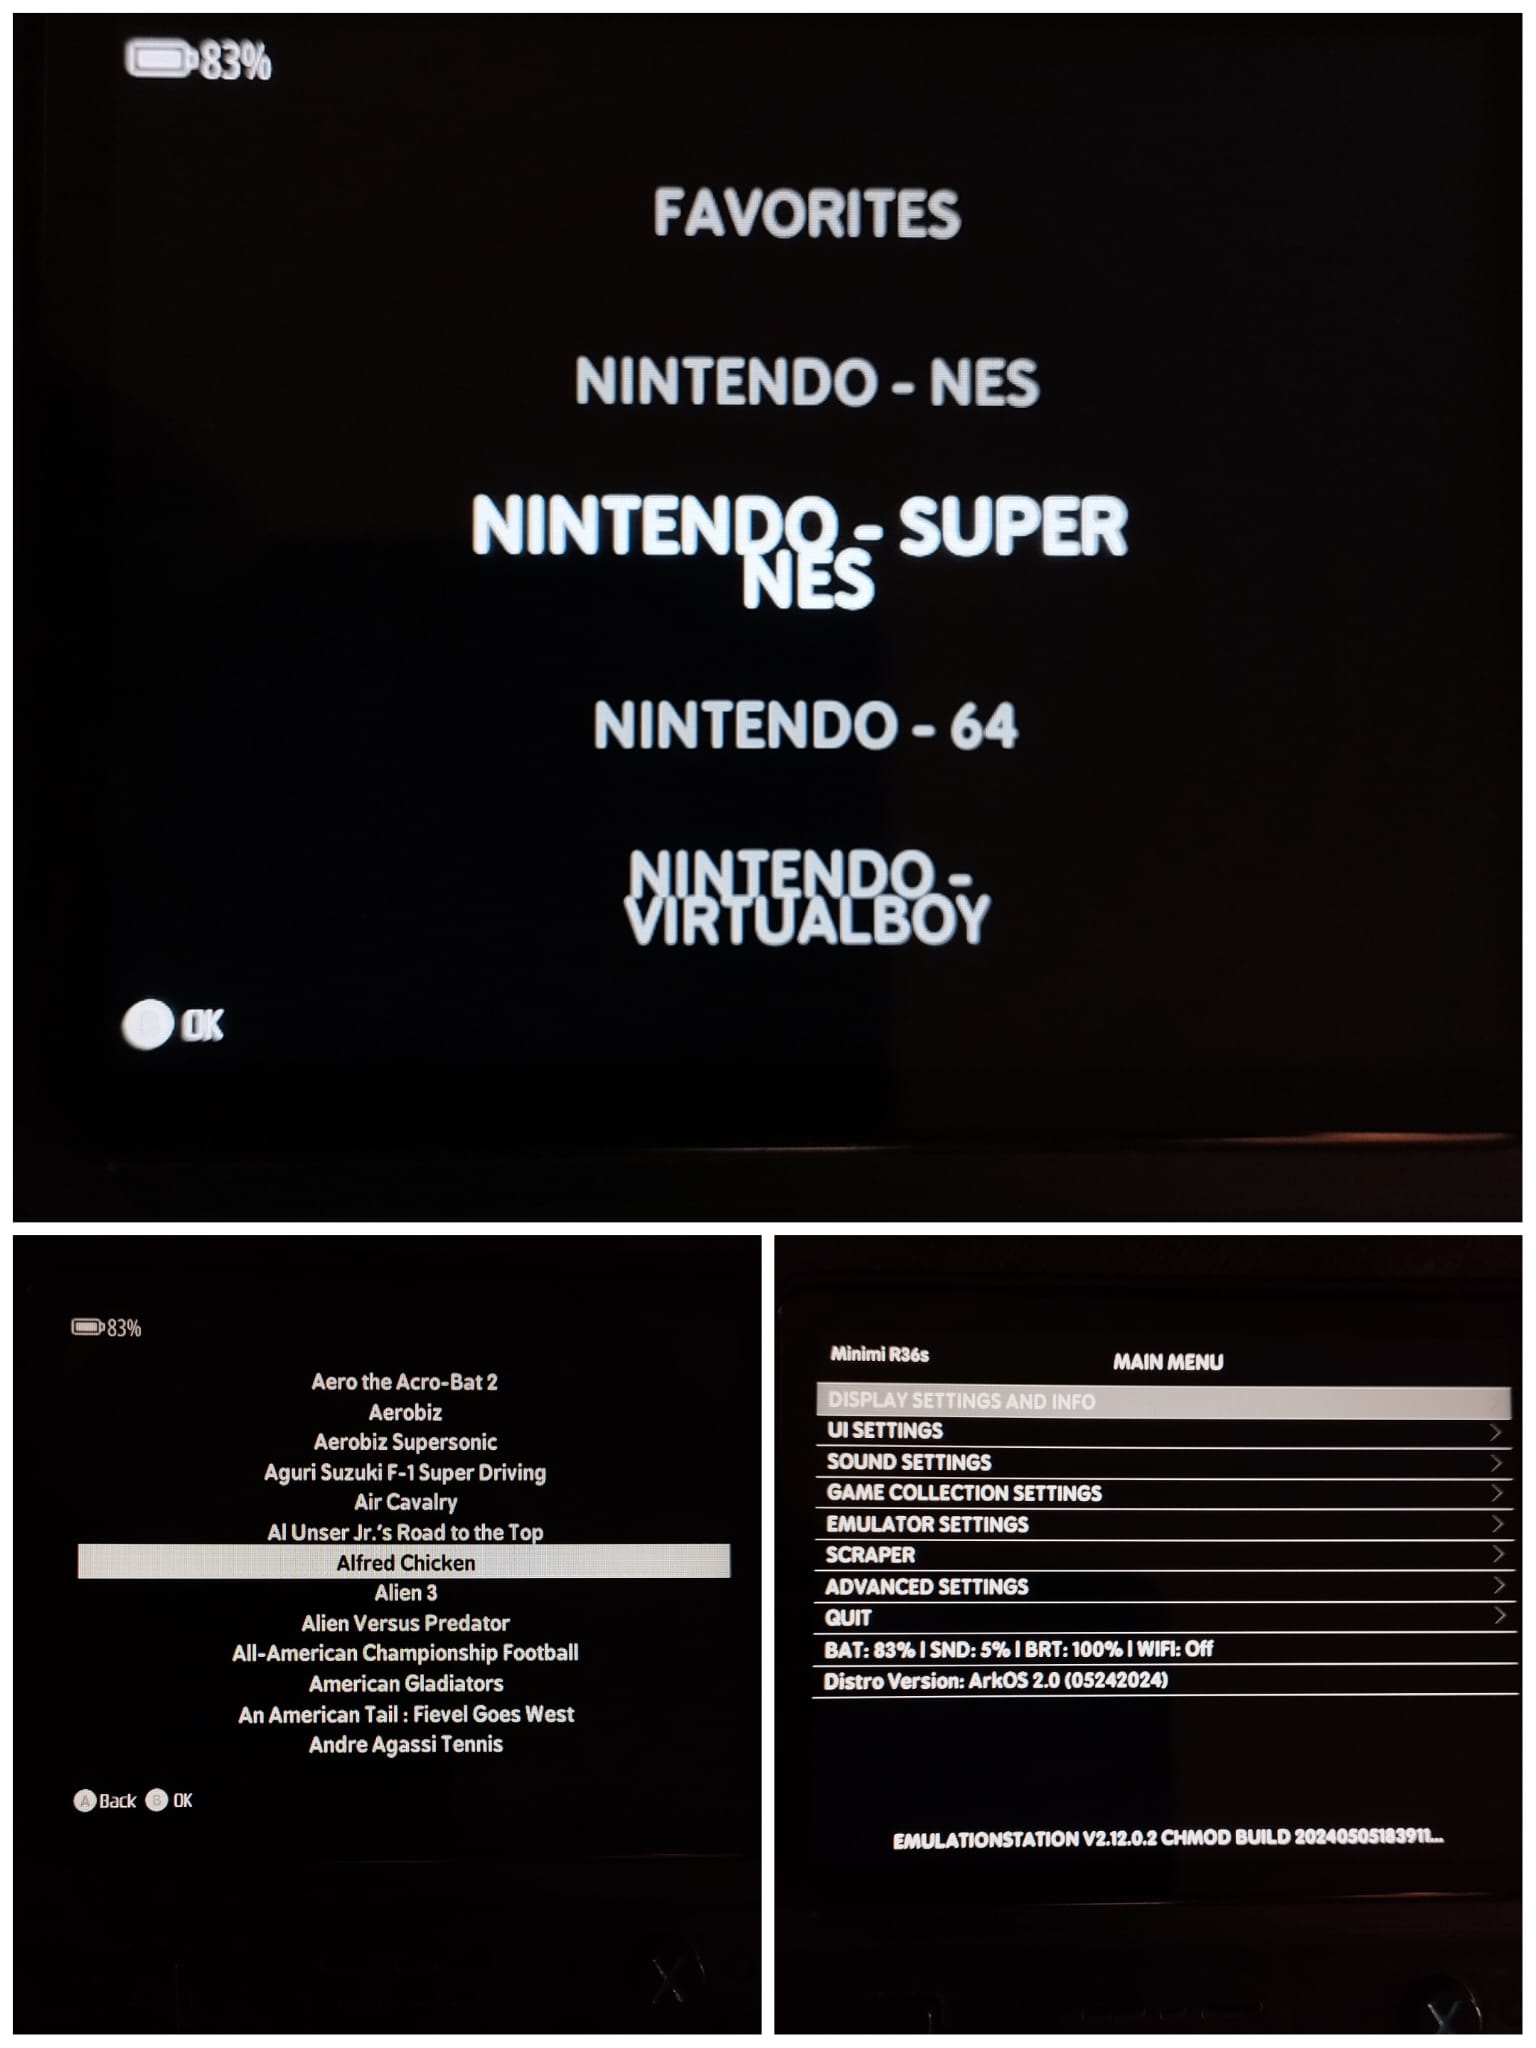 83%
FAVORITES
NINTENDO - NES
NINTENDO - SUPER
NES
NINTENDO - 64
NINTENDO -
VIRTUALBOY
OK
83%
Aero the Acro-Bat 2
Aerobiz
Aerobiz Supersonic
Aguri Suzuki F-1 Super Driving
Air Cavalry
Al Unser Jr.'s Road to the Top
Alfred Chicken
Alien 3
Alien Versus Predator
All-American Championship Football
American Gladiators
An American Tail : Fievel Goes West
Andre Agassi Tennis
A Back B OK
X
Minimi R36s
MAIN MENU
DISPLAY SETTINGS AND INFO
UI SETTINGS
SOUND SETTINGS
GAME COLLECTION SETTINGS
EMULATOR SETTINGS
SCRAPER
ADVANCED SETTINGS
QUIT
BAT: 83% | SND: 5% | BRT: 100% | WIFI: Off
Distro Version: ArkOS 2.0 (05242024)
EMULATIONSTATION V2.12.0.2 CHMOD BUILD 20240505183911...
X